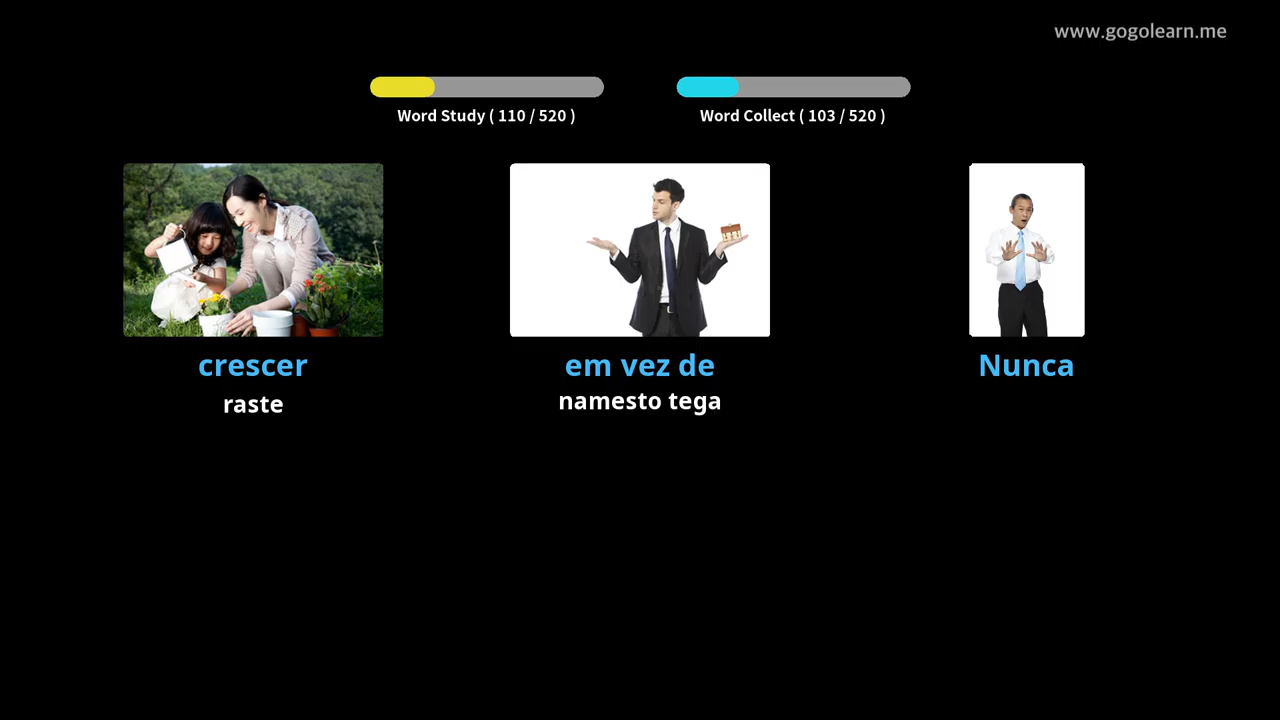 www.gogolearn.me
Word Study ( 110 / 520 )
Word Collect ( 103 / 520 )
crescer
raste
em vez de
namesto tega
Nunca